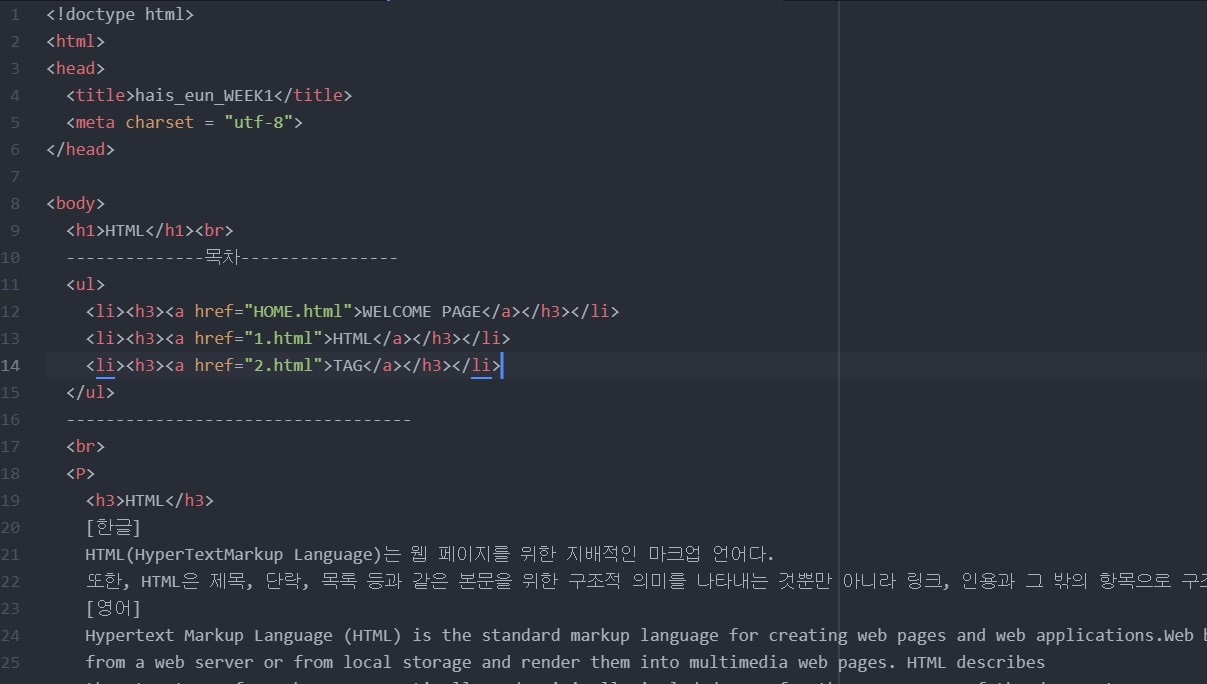 1 <!doctype html>
2 <html>
3 <head>
4 <title>hais_eun_WEEK1</title>
5 <meta charset = "utf-8">
6 </head>
7
8 <body>
9 <h1>HTML</h1><br>
10 --------------목차----------------
11 <ul>
12 <li><h3><a href="HOME.html">WELCOME PAGE</a></h3></li>
13 <li><h3><a href="1.html">HTML</a></h3></li>
14 <li><h3><a href="2.html">TAG</a></h3></li>
15 </ul>
16 -----------------------------------
17 <br>
18 <P>
19 <h3>HTML</h3>
20 [한글]
21 HTML(HyperTextMarkup Language)는 웹 페이지를 위한 지배적인 마크업 언어다.
22 또한, HTML은 제목, 단락, 목록 등과 같은 본문을 위한 구조적 의미를 나타내는 것뿐만 아니라 링크, 인용과 그 밖의 항목으로
23 [영어]
24 Hypertext Markup Language (HTML) is the standard markup language for creating web pages and web applications.Web
25 from a web server or from local storage and render them into multimedia web pages. HTML describes